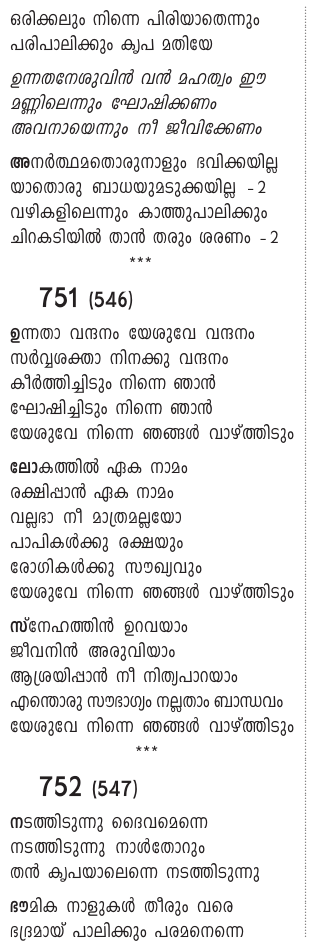 ഒരിക്കലും നിന്നെ പിരിയാതെന്നും
പരിപാലിക്കും കൃപ മതിയേ
ഉന്നതനേശുവിൻ വൻ മഹത്വം ഈ
മണ്ണിലെന്നും ഘോഷിക്കണം
അവനായെന്നും നീ ജീവിക്കേണം
അനർത്ഥമതൊരുനാളും ഭവിക്കയില്ല
യാതൊരു ബാധയുമടുക്കയില്ല -2
വഴികളിലെന്നും കാത്തുപാലിക്കും
ചിറകടിയിൽ താൻ തരും ശരണം -2
***
751 (546)
ഉന്നതാ വന്ദനം യേശുവേ വന്ദനം
സർവ്വശക്താ നിനക്കു വന്ദനം
കീർത്തിച്ചിടും നിന്നെ ഞാൻ
ഘോഷിച്ചിടും നിന്നെ ഞാൻ
യേശുവേ നിന്നെ ഞങ്ങൾ വാഴ്ത്തിടും
ലോകത്തിൽ ഏക നാമം
രക്ഷിപ്പാൻ ഏക നാമം
വല്ലഭാ നീ മാത്രമല്ലയോ
പാപികൾക്കു രക്ഷയും
രോഗികൾക്കു സൗഖ്യവും
യേശുവേ നിന്നെ ഞങ്ങൾ വാഴ്ത്തിടും
സ്നേഹത്തിൻ ഉറവയാം
ജീവനിൻ അരുവിയാം
ആശ്രയിപ്പാൻ നീ നിത്യപാറയാം
എന്തൊരു സൗഭാഗ്യം നല്ലതാം ബാന്ധവം
യേശുവേ നിന്നെ ഞങ്ങൾ വാഴ്ത്തിടും
***
752 (547)
നടത്തിടുന്നു ദൈവമെന്നെ
നടത്തിടുന്നു നാൾതോറും
തൻ കൃപയാലെന്നെ നടത്തിടുന്നു
ഭൗമിക നാളുകൾ തീരും വരെ
ഭദ്രമായ് പാലിക്കും പരമനെന്നെ